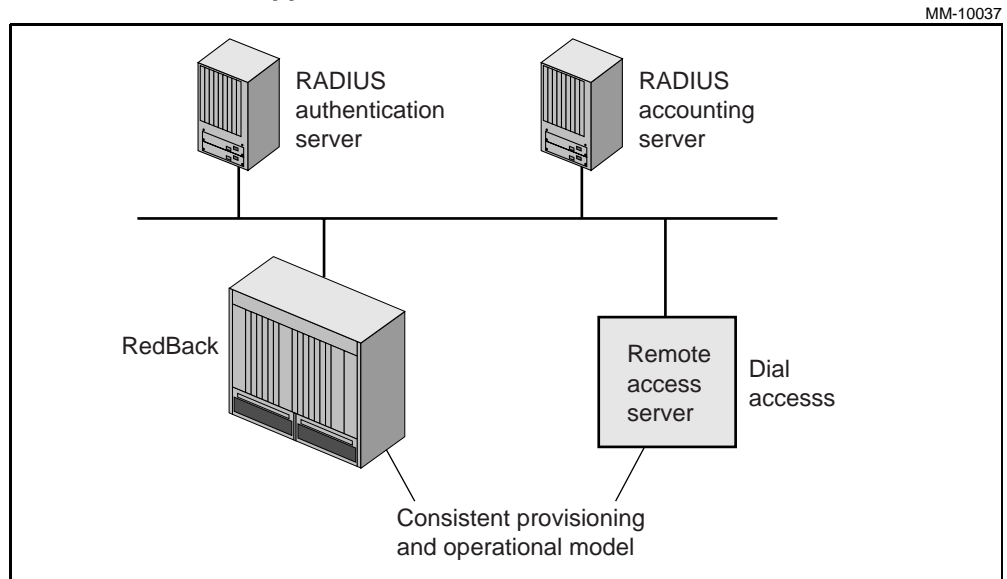 MM-10037
RADIUS
authentication
server
RADIUS
accounting
server
RedBack
Remote
access
server
Dial
accesss
Consistent provisioning
and operational model